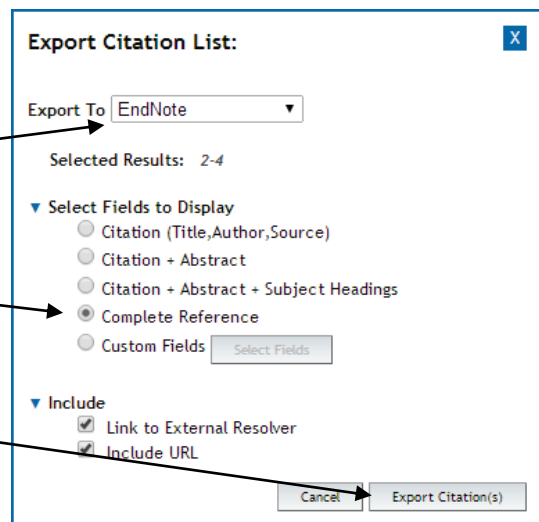 Export Citation List:
X
Export To EndNote
Selected Results: 2-4
Select Fields to Display
Citation (Title,Author,Source)
Citation + Abstract
Citation + Abstract + Subject Headings
Complete Reference
Custom Fields Select Fields
Include
Link to External Resolver
Include URL
Cancel Export Citation(s)